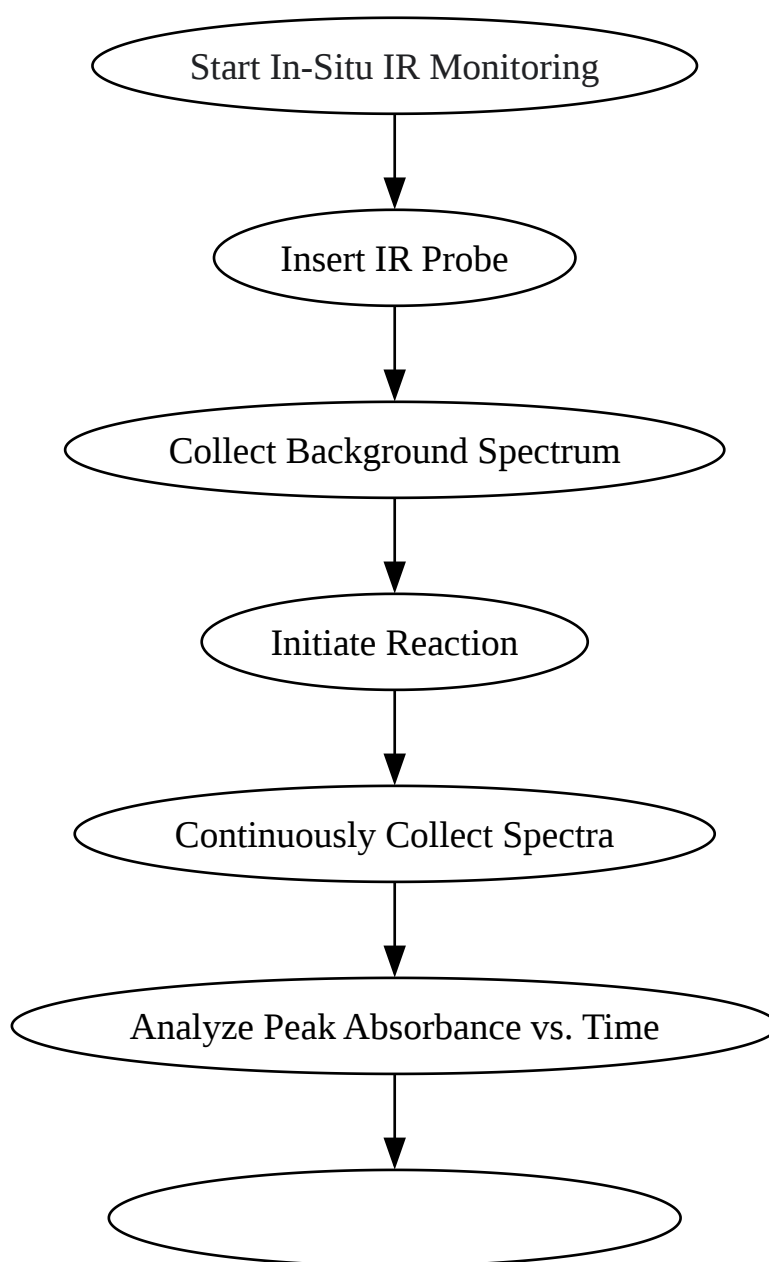 Start In-Situ IR Monitoring
Insert IR Probe
Collect Background Spectrum
Initiate Reaction
Continuously Collect Spectra
Analyze Peak Absorbance vs. Time